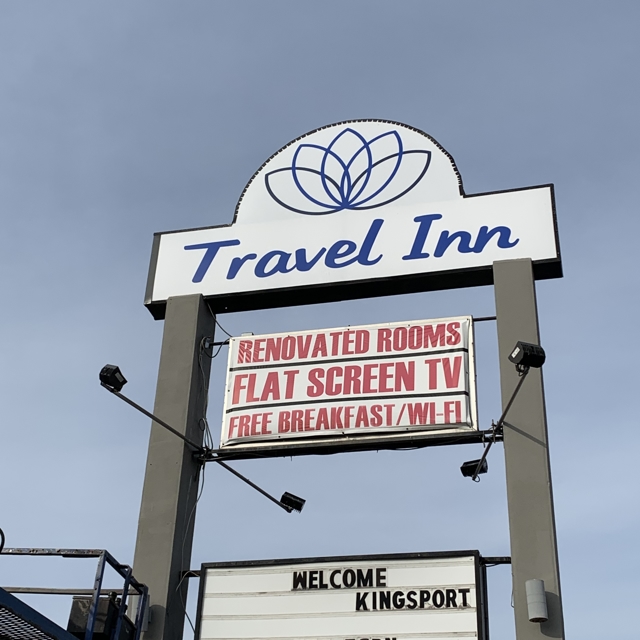 Travel Inn
RENOVATED ROOMS
FLAT SCREEN TV
FREE BREAKFAST/WI-FI
WELCOME
KINGSPORT